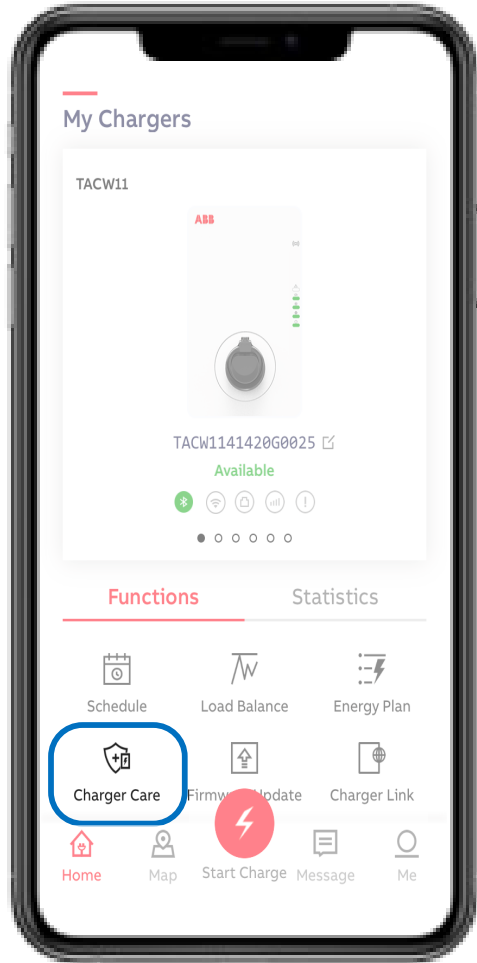 My Chargers
TACW11
ABB
TACW1141420G0025
Available
Functions Statistics
Schedule Load Balance Energy Plan
Charger Care Firmware Update Charger Link
Home Map Start Charge Message Me